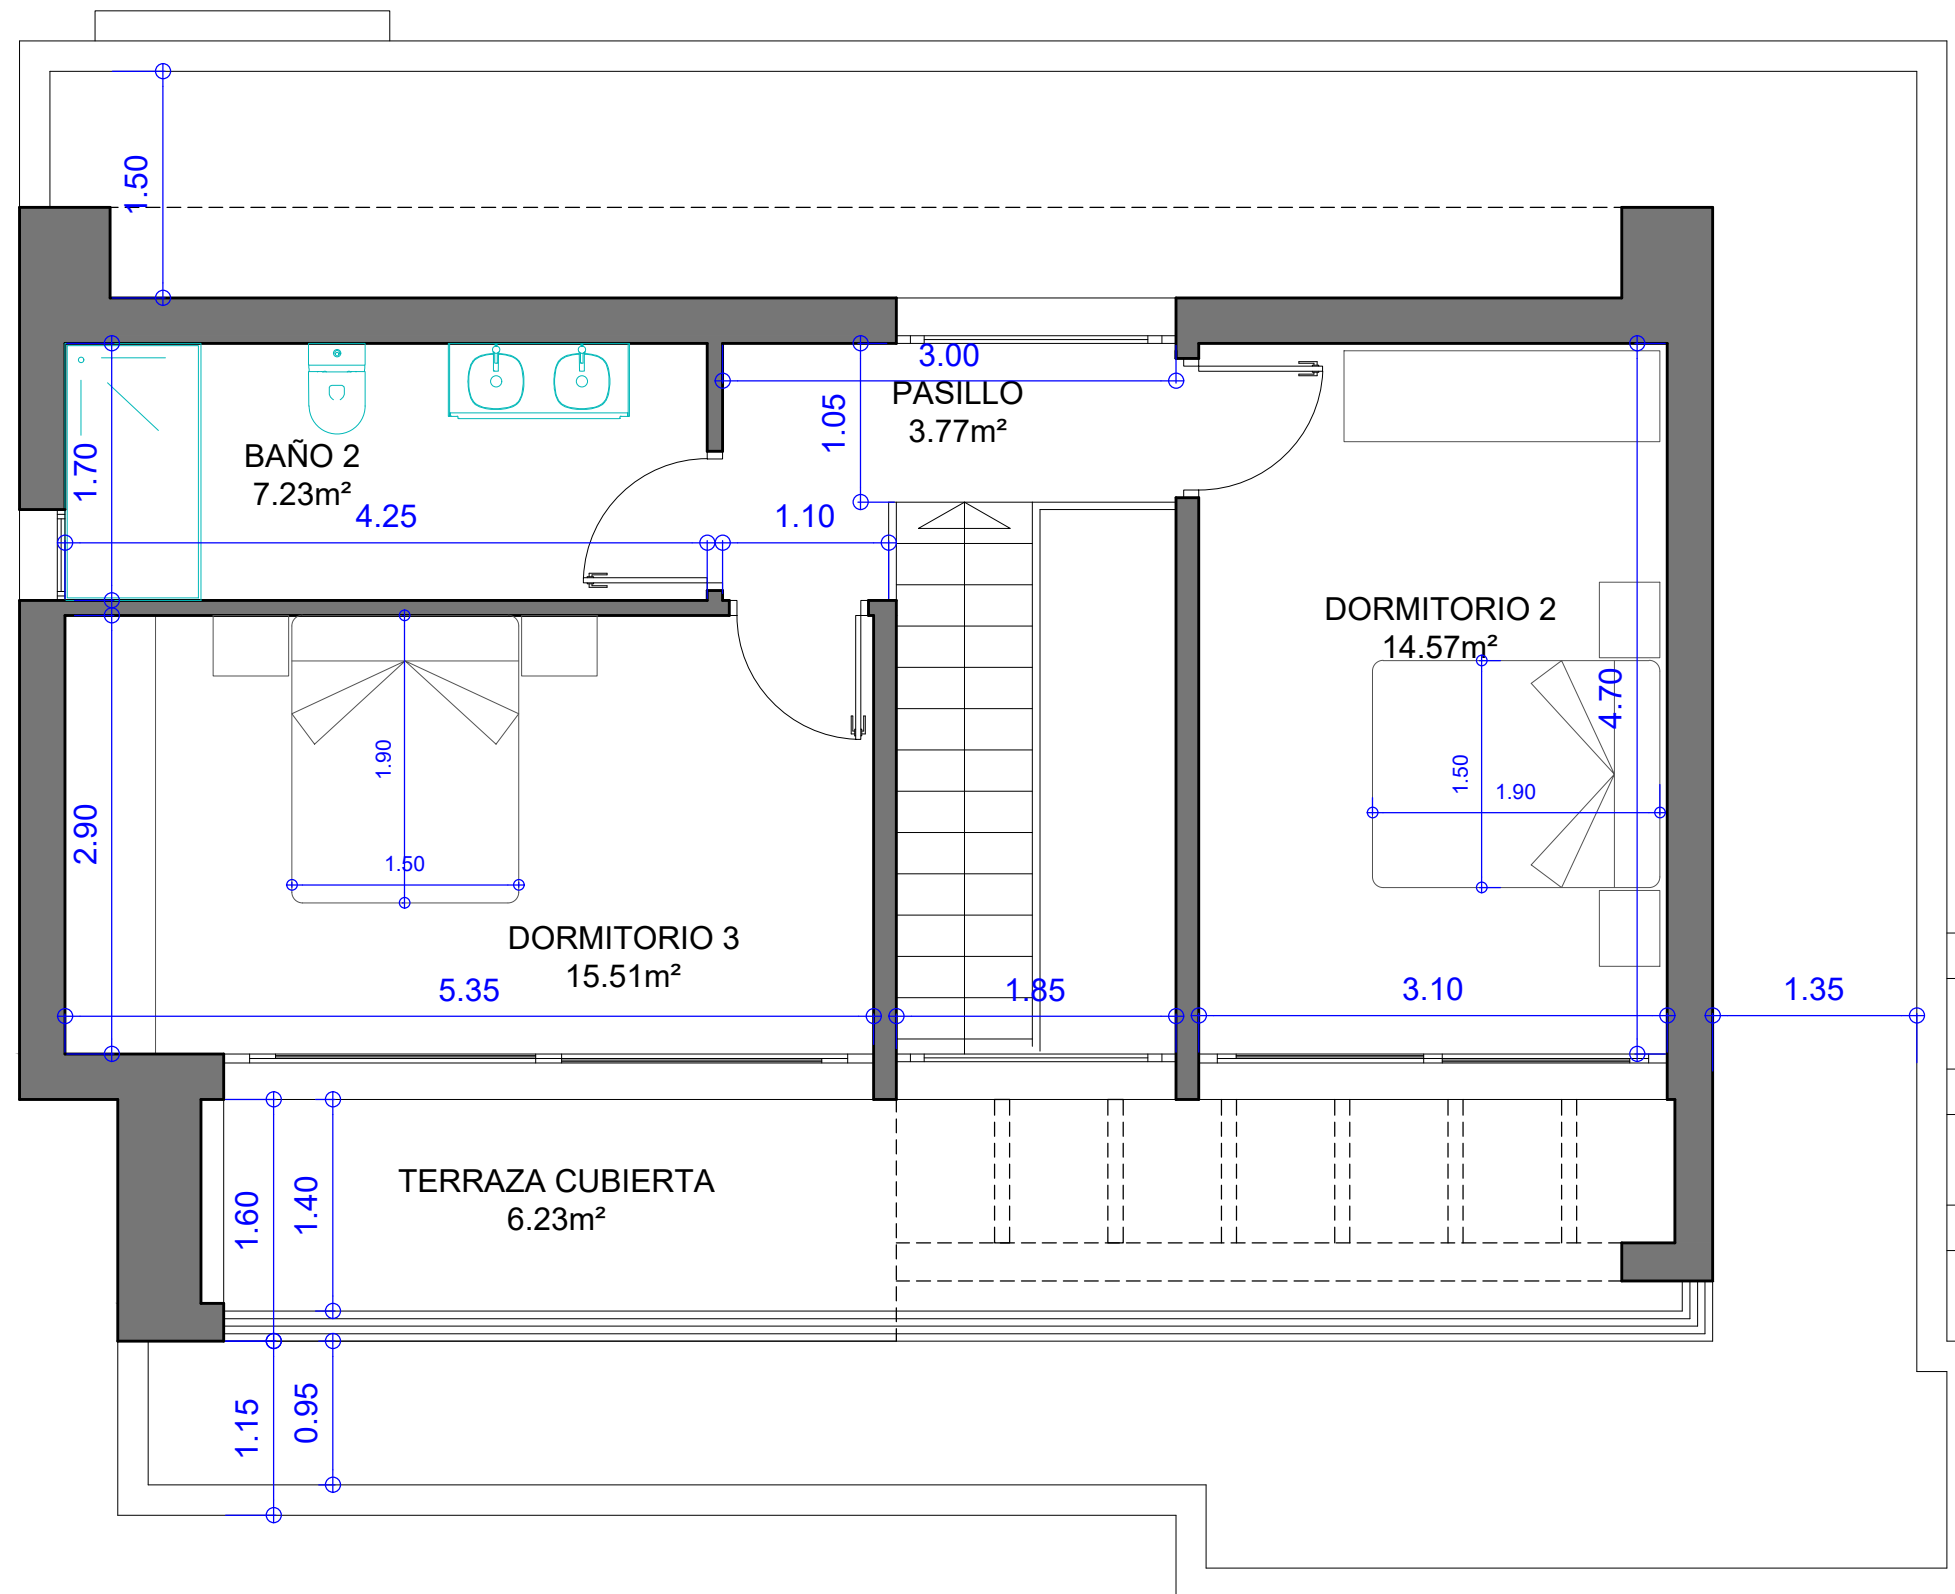 1.50
3.00
PASILLO
3.77m²
1.05
BAÑO 2
7.23m²
1.70
4.25
1.10
DORMITORIO 2
14.57m²
4.70
1.90
1.50
1.90
2.90
1.50
DORMITORIO 3
15.51m²
5.35
1.85
3.10
1.35
TERRAZA CUBIERTA
6.23m²
1.60
1.40
1.15
0.95